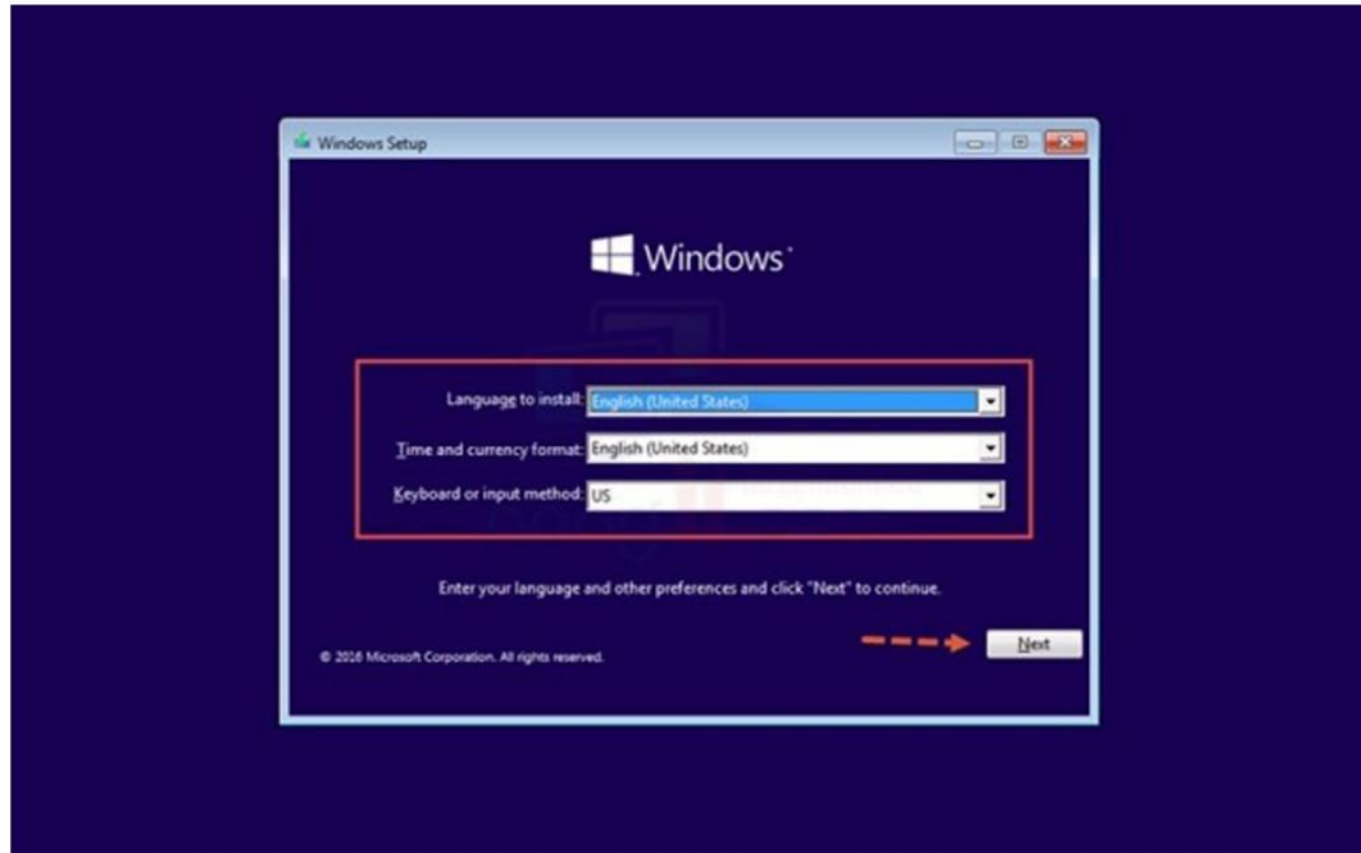 Windows Setup
Windows
Language to install: English (United States)
Time and currency format: English (United States)
Keyboard or input method: US
Enter your language and other preferences and click "Next" to continue.
© 2016 Microsoft Corporation. All rights reserved.
Next